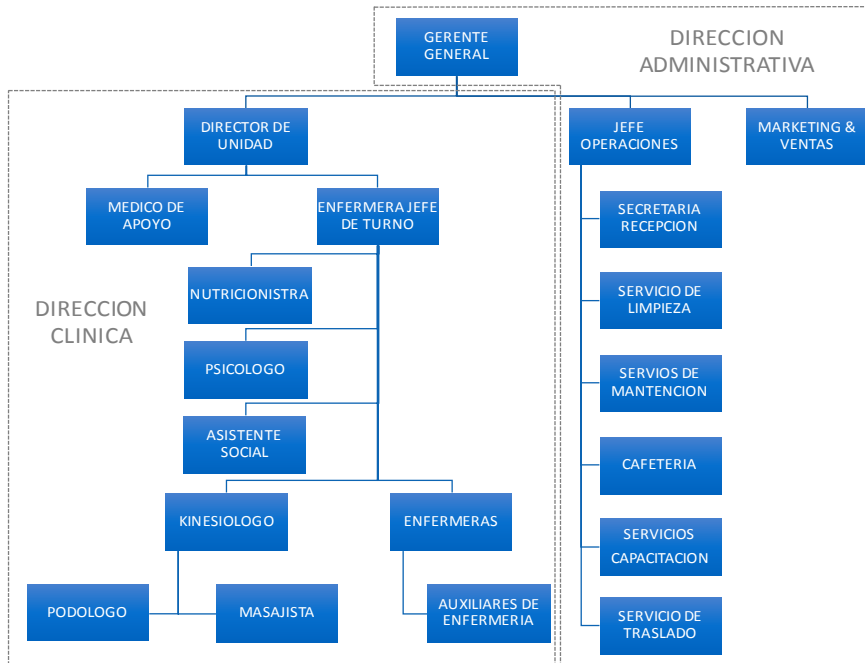 GERENTE
GENERAL
DIRECCION
ADMINISTRATIVA
DIRECTOR DE
UNIDAD
JEFE
OPERACIONES
MARKETING &
VENTAS
MEDICO DE
APOYO
ENFERMERA JEFE
DE TURNO
SECRETARIA
RECEPCION
NUTRICIONISTRA
DIRECCION
CLINICA
SERVICIO DE
LIMPIEZA
PSICOLOGO
SERVIOS DE
MANTENCION
ASISTENTE
SOCIAL
CAFETERIA
KINESIOLOGO
ENFERMERAS
SERVICIOS
CAPACITACION
PODOLOGO
MASAJISTA
AUXILIARES DE
ENFERMERIA
SERVICIO DE
TRASLADO